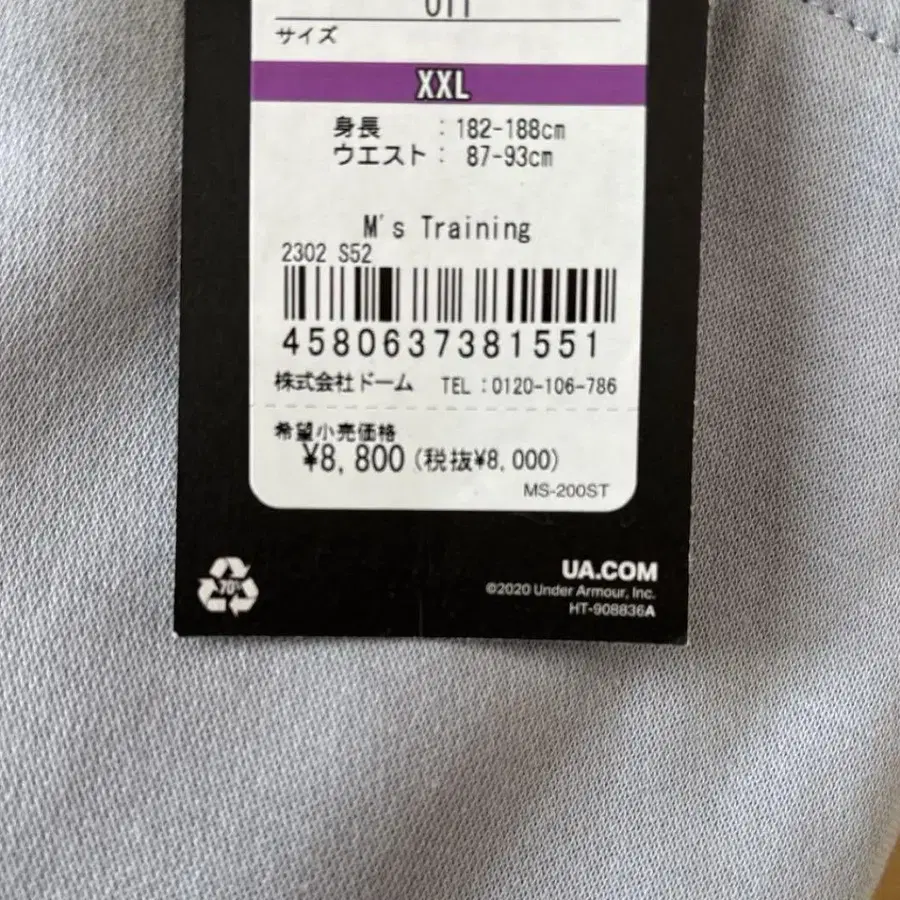 011
サイズ
XXL
身長 : 182-188cm
ウエスト : 87-93cm
M's Training
2302 S52
4580637381551
株式会社ドーム TEL :0120-106-786
希望小売価格
¥8,800 (税抜¥8,000)
MS-200ST
70%
UA.COM
©2020 Under Armour, Inc.
HT-908836A